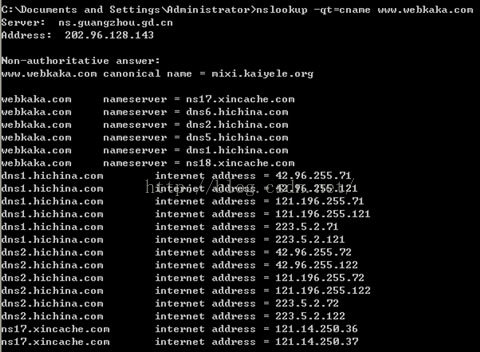 C:\Documents and Settings\Administrator>nslookup -qt=cname www.webkaka.com
Server:  ns.guangzhou.gd.cn
Address:  202.96.128.143
Non-authoritative answer:
www.webkaka.com canonical name = mixi.kaiyele.org
webkaka.com     nameserver = ns17.xincache.com
webkaka.com     nameserver = dns6.hichina.com
webkaka.com     nameserver = dns2.hichina.com
webkaka.com     nameserver = dns5.hichina.com
webkaka.com     nameserver = dns1.hichina.com
webkaka.com     nameserver = ns18.xincache.com
dns1.hichina.com        internet address = 42.96.255.71
dns1.hichina.com        internet address = 42.96.255.121
dns1.hichina.com        internet address = 121.196.255.71
dns1.hichina.com        internet address = 121.196.255.121
dns1.hichina.com        internet address = 223.5.2.71
dns1.hichina.com        internet address = 223.5.2.121
dns2.hichina.com        internet address = 42.96.255.72
dns2.hichina.com        internet address = 42.96.255.122
dns2.hichina.com        internet address = 121.196.255.72
dns2.hichina.com        internet address = 121.196.255.122
dns2.hichina.com        internet address = 223.5.2.72
dns2.hichina.com        internet address = 223.5.2.122
ns17.xincache.com       internet address = 121.14.250.36
ns17.xincache.com       internet address = 121.14.250.37